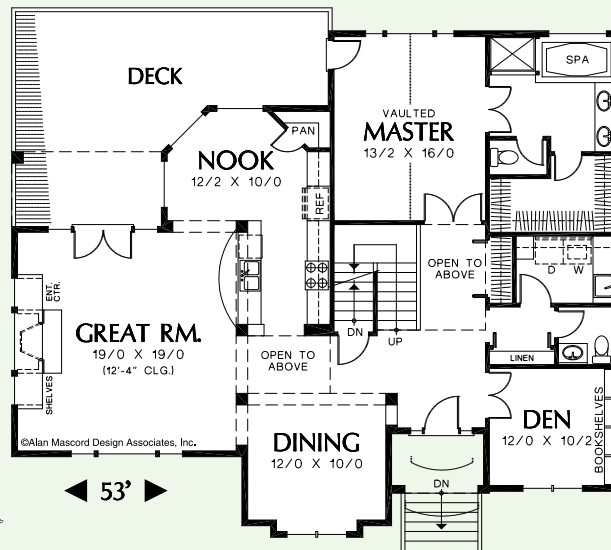 DECK
SPA
PAN
VAULTED
MASTER
13/2 X 16/0
NOOK
12/2 X 10/0
REF
OPEN TO
ABOVE
D
W
ENT.
CTR.
GREAT RM.
19/0 X 19/0
(12'-4" CLG.)
DN
UP
OPEN TO
ABOVE
LINEN
SHELVES
DEN
12/0 X 10/2
BOOKSHELVES
©Alan Mascord Design Associates, Inc.
DINING
12/0 X 10/0
53'
DN